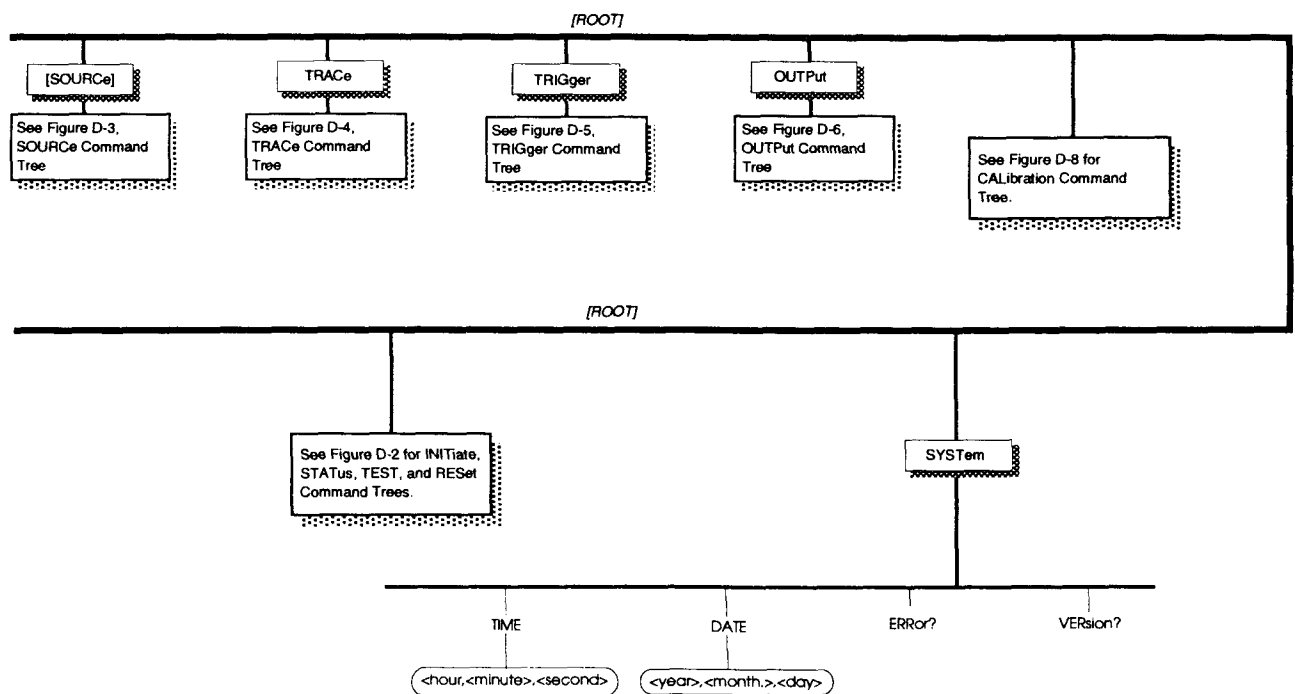 [ROOT]
[SOURCe]
TRACe
TRIGger
OUTPut
See Figure D-3,
SOURCe Command
Tree
See Figure D-4,
TRACe Command
Tree
See Figure D-5,
TRIGger Command
Tree
See Figure D-6,
OUTPut Command
Tree
See Figure D-8 for
CALibration Command
Tree.
[ROOT]
See Figure D-2 for INITiate,
STATus, TEST, and RESet
Command Trees.
SYSTem
TIME
DATE
ERRor?
VERsion?
<hour,<minute>,<second>
<year>,<month.>,<day>